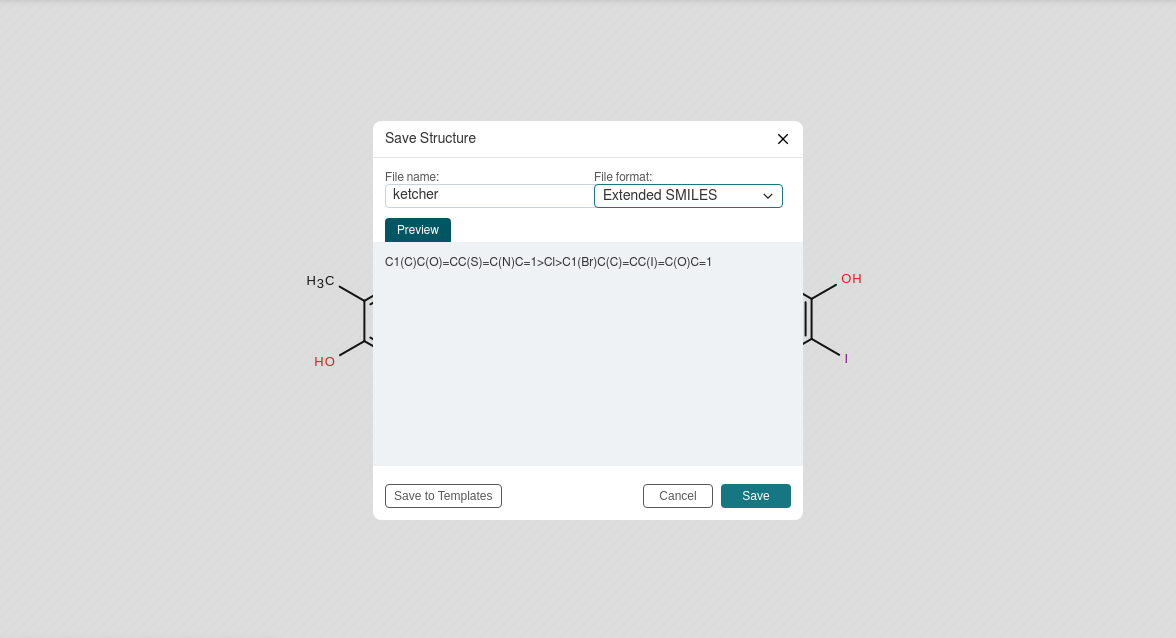 Save Structure
File name:
File format:
ketcher
Extended SMILES
Preview
C1(C)C(O)=CC(S)=C(N)C=1>Cl>C1(Br)C(C)=CC(I)=C(O)C=1
H3C
OH
HO
I
Save to Templates
Cancel
Save